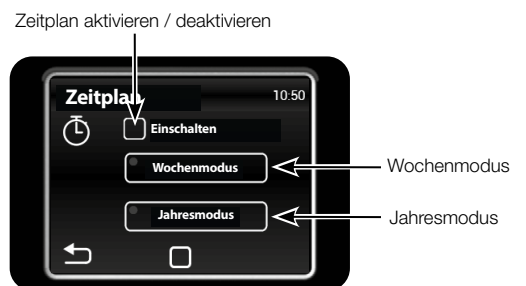 Zeitplan aktivieren / deaktivieren
Zeitplan 10:50
Einschalten
Wochenmodus
Wochenmodus
Jahresmodus
Jahresmodus